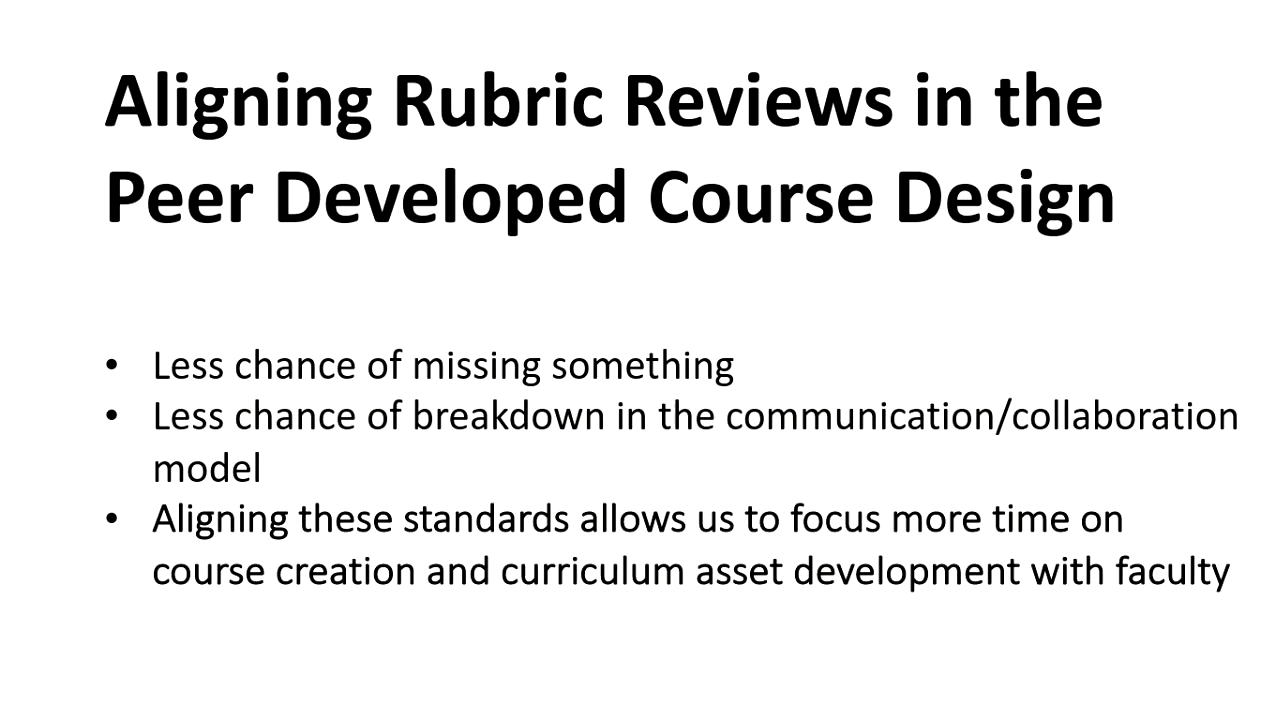 Aligning Rubric Reviews in the
Peer Developed Course Design
• Less chance of missing something
• Less chance of breakdown in the communication/collaboration
model
• Aligning these standards allows us to focus more time on
course creation and curriculum asset development with faculty